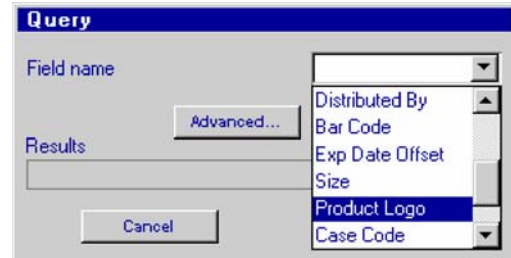 Query
Field name
Distributed By
Advanced...
Bar Code
Results
Exp Date Offset
Size
Product Logo
Cancel
Case Code